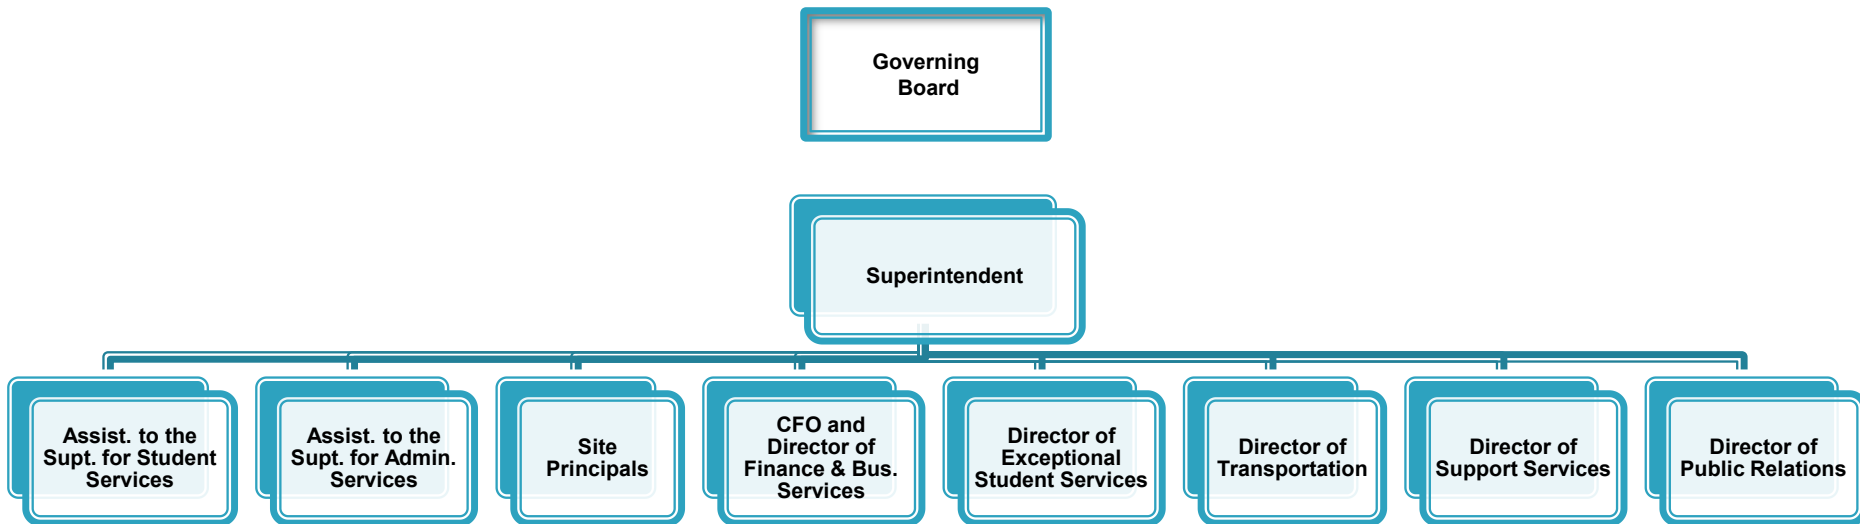 Governing
Board
Superintendent
Assist. to the
Supt. for Student
Services
Assist. to the
Supt. for Admin.
Services
Site
Principals
CFO and
Director of
Finance & Bus.
Services
Director of
Exceptional
Student Services
Director of
Transportation
Director of
Support Services
Director of
Public Relations